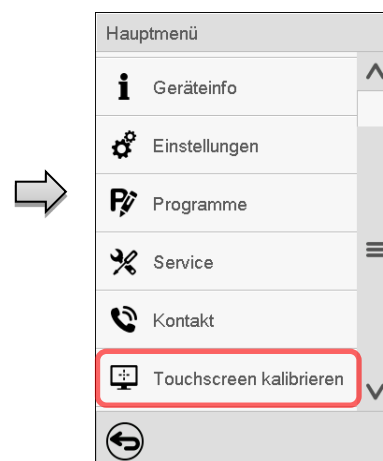 Hauptmenü
Geräteinfo
Einstellungen
Programme
Service
Kontakt
Touchscreen kalibrieren